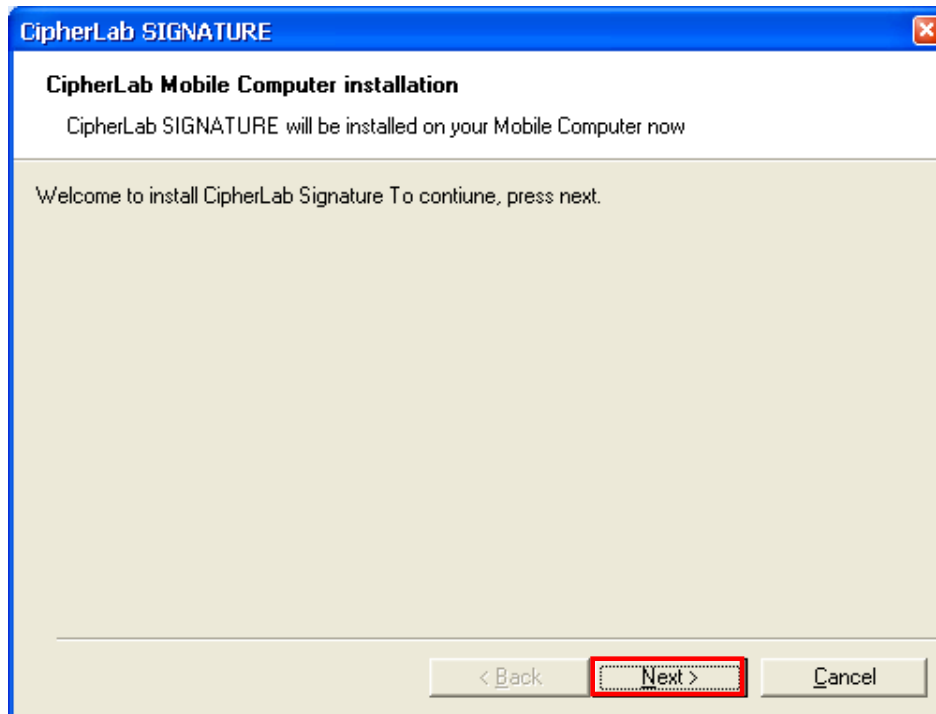 CipherLab SIGNATURE
CipherLab Mobile Computer installation
CipherLab SIGNATURE will be installed on your Mobile Computer now
Welcome to install CipherLab Signature To contiune, press next.
< Back Next > Cancel